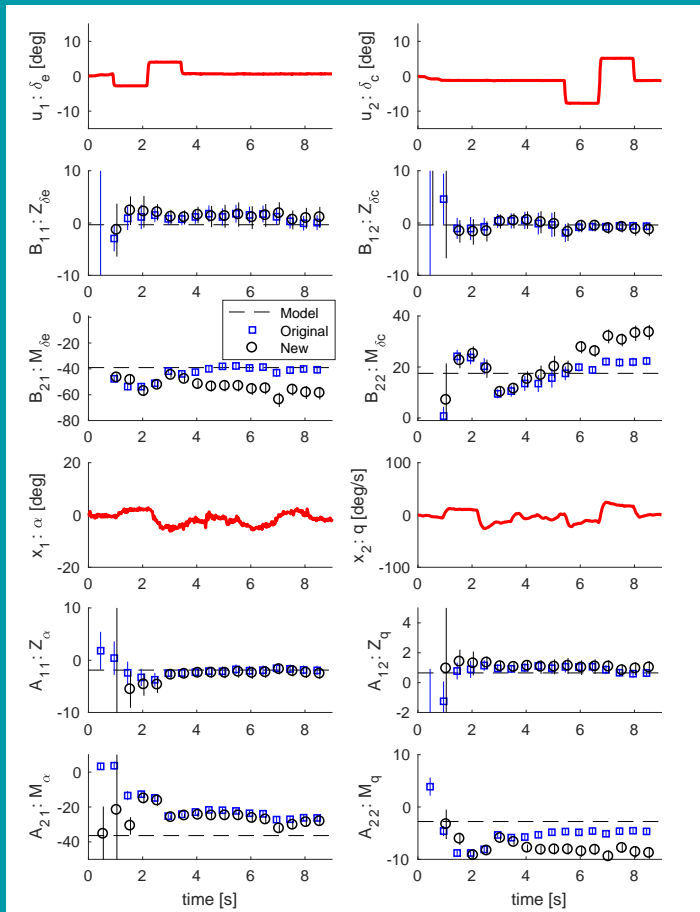 u1: δe [deg]
10
0
-10
0 2 4 6 8
u2: δc [deg]
10
0
-10
0 2 4 6 8
B11: Zδe
10
0
-10
0 2 4 6 8
B12: Zδc
10
0
-10
0 2 4 6 8
B21: Mδe
0
-20
-40
-60
-80
0 2 4 6 8
Model
Original
New
B22: Mδc
40
20
0
0 2 4 6 8
x1: α [deg]
20
0
-20
0 2 4 6 8
x2: q [deg/s]
100
0
-100
0 2 4 6 8
A11: Zα
10
0
-10
0 2 4 6 8
A12: Zq
4
2
0
-2
0 2 4 6 8
A21: Mα
0
-20
-40
0 2 4 6 8
time [s]
A22: Mq
0
-5
-10
0 2 4 6 8
time [s]